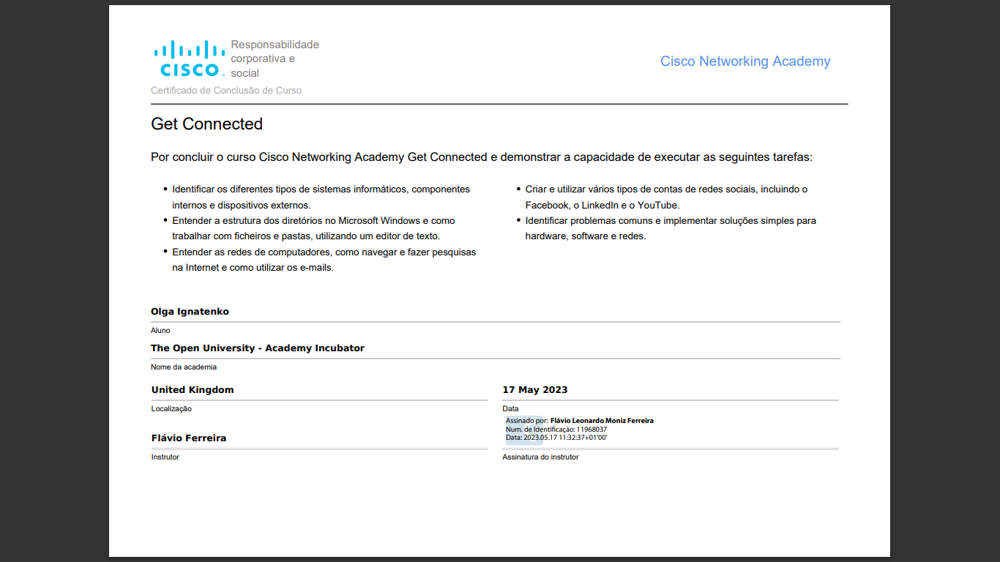 CISCO
Responsabilidade
corporativa e
social
Cisco Networking Academy
Certificado de Conclusão de Curso
Get Connected
Por concluir o curso Cisco Networking Academy Get Connected e demonstrar a capacidade de executar as seguintes tarefas:
• Identificar os diferentes tipos de sistemas informáticos, componentes
internos e dispositivos externos.
• Entender a estrutura dos diretórios no Microsoft Windows e como
trabalhar com ficheiros e pastas, utilizando um editor de texto.
• Entender as redes de computadores, como navegar e fazer pesquisas
na Internet e como utilizar os e-mails.
• Criar e utilizar vários tipos de contas de redes sociais, incluindo o
Facebook, o LinkedIn e o YouTube.
• Identificar problemas comuns e implementar soluções simples para
hardware, software e redes.
Olga Ignatenko
Aluno
The Open University - Academy Incubator
Nome da academia
United Kingdom
Localização
17 May 2023
Data
Flávio Ferreira
Instrutor
Assinado por: Flávio Leonardo Moniz Ferreira
Num. de Identificação: 11968037
Data: 2023.05.17 11:32:37+01'00'
Assinatura do instrutor